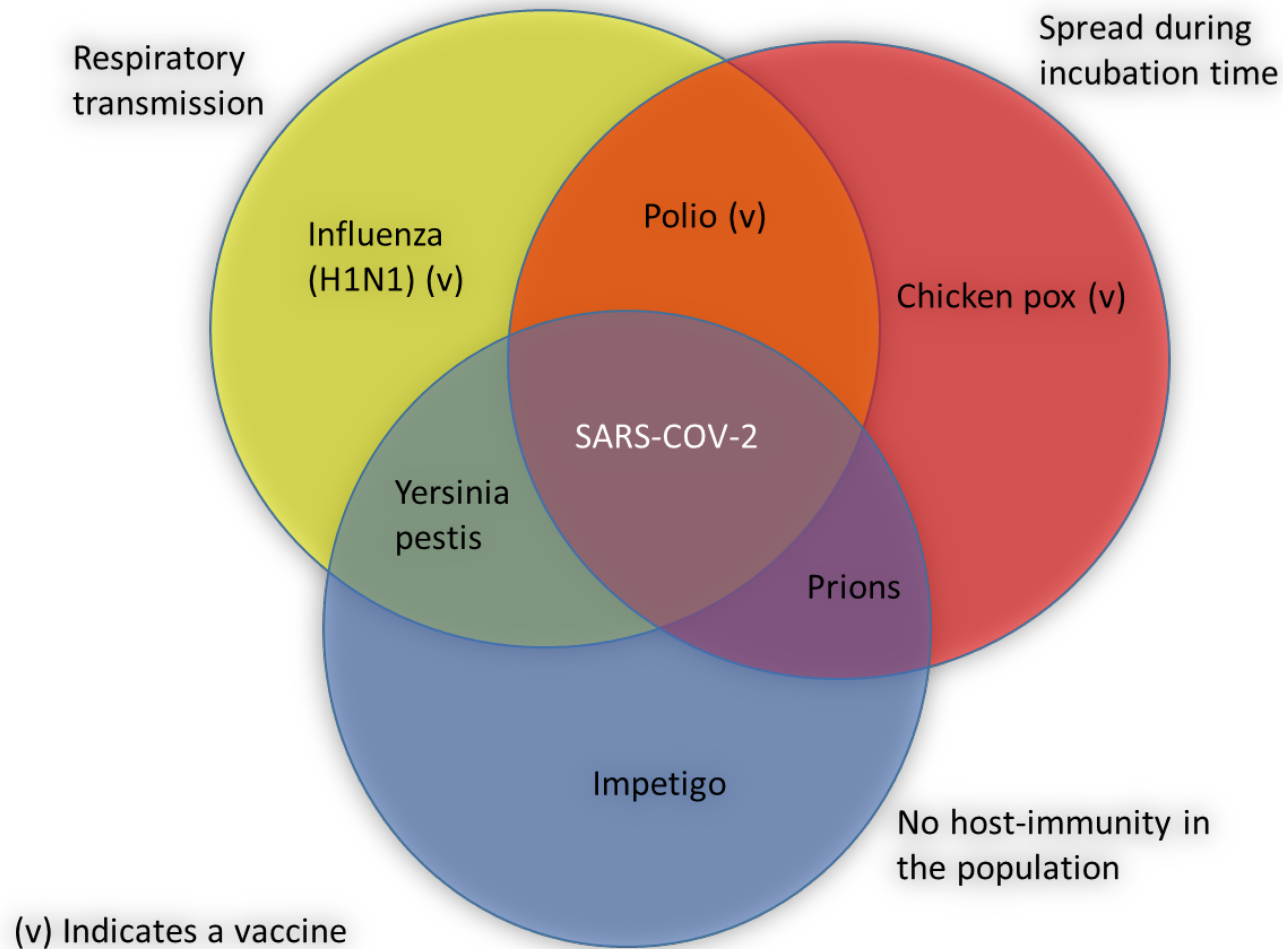 Respiratory
transmission
Spread during
incubation time
Influenza
(H1N1) (v)
Polio (v)
Chicken pox (v)
SARS-COV-2
Yersinia
pestis
Prions
Impetigo
No host-immunity in
the population
(v) Indicates a vaccine